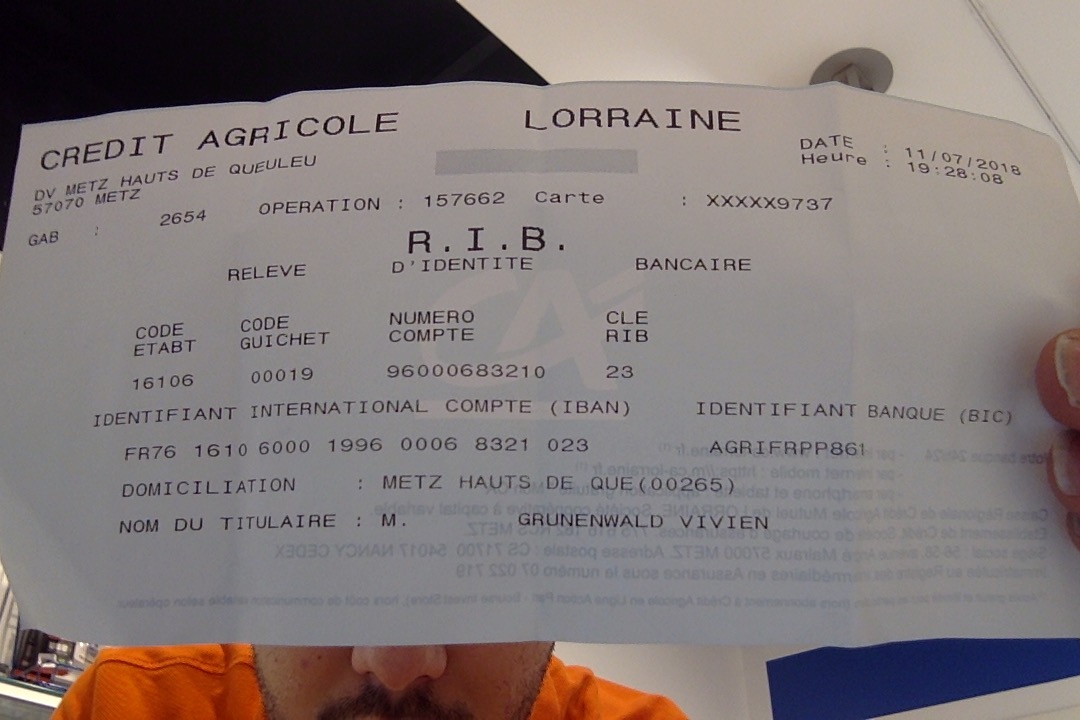 CREDIT AGRICOLE LORRAINE
DV METZ HAUTS DE QUEULEU
57070 METZ
DATE : 11/07/2018
Heure : 19:28:08
GAB : 2654 OPERATION : 157662 Carte : XXXXX9737
R.I.B.
RELEVE D'IDENTITE BANCAIRE
CODE ETABT CODE GUICHET NUMERO COMPTE CLE RIB
16106 00019 96000683210 23
IDENTIFIANT INTERNATIONAL COMPTE (IBAN) IDENTIFIANT BANQUE (BIC)
FR76 1610 6000 1996 0006 8321 023 AGRIFRPP861
DOMICILIATION : METZ HAUTS DE QUE(00265)
NOM DU TITULAIRE : M. GRUNENWALD VIVIEN
CA